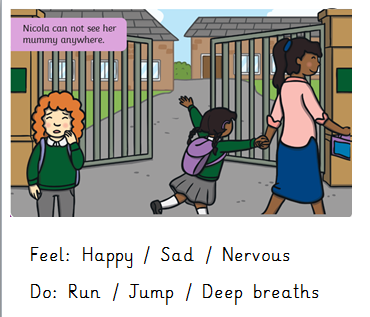 Nicola can not see her
mummy anywhere.
Feel: Happy / Sad / Nervous
Do: Run / Jump / Deep breaths